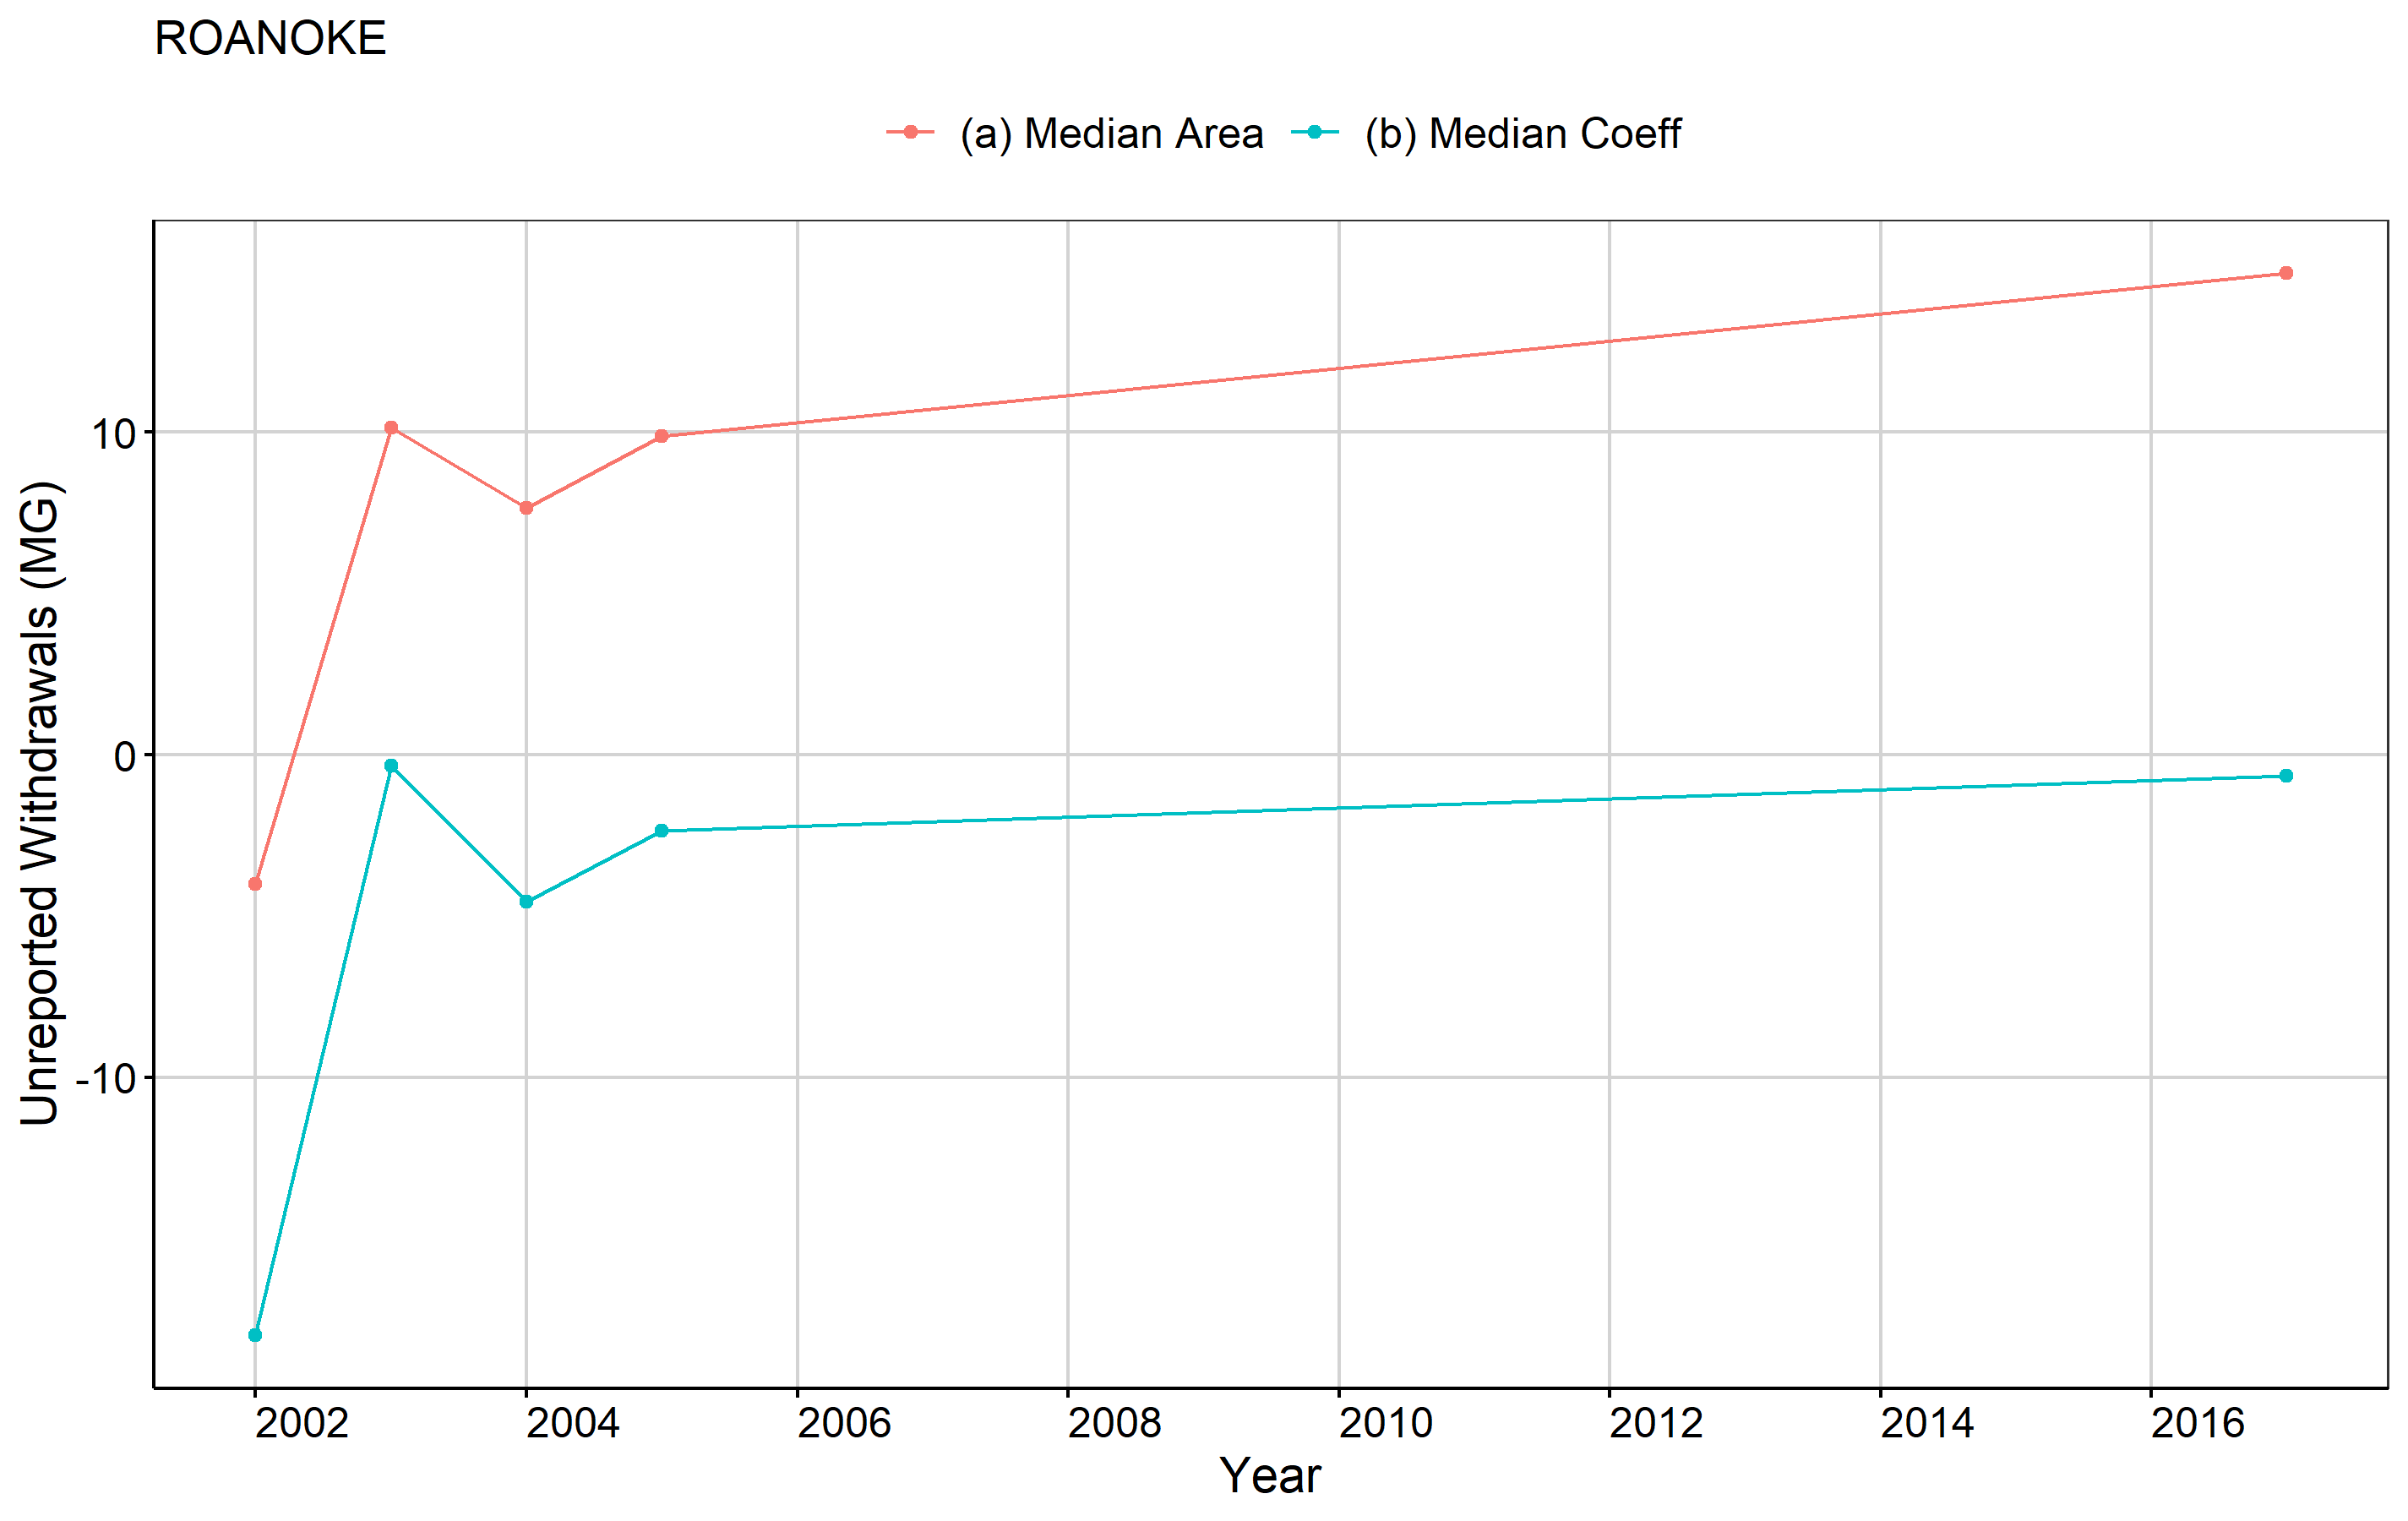 ROANOKE
(a) Median Area (b) Median Coeff
Unreported Withdrawals (MG)
10
0
-10
2002 2004 2006 2008 2010 2012 2014 2016
Year